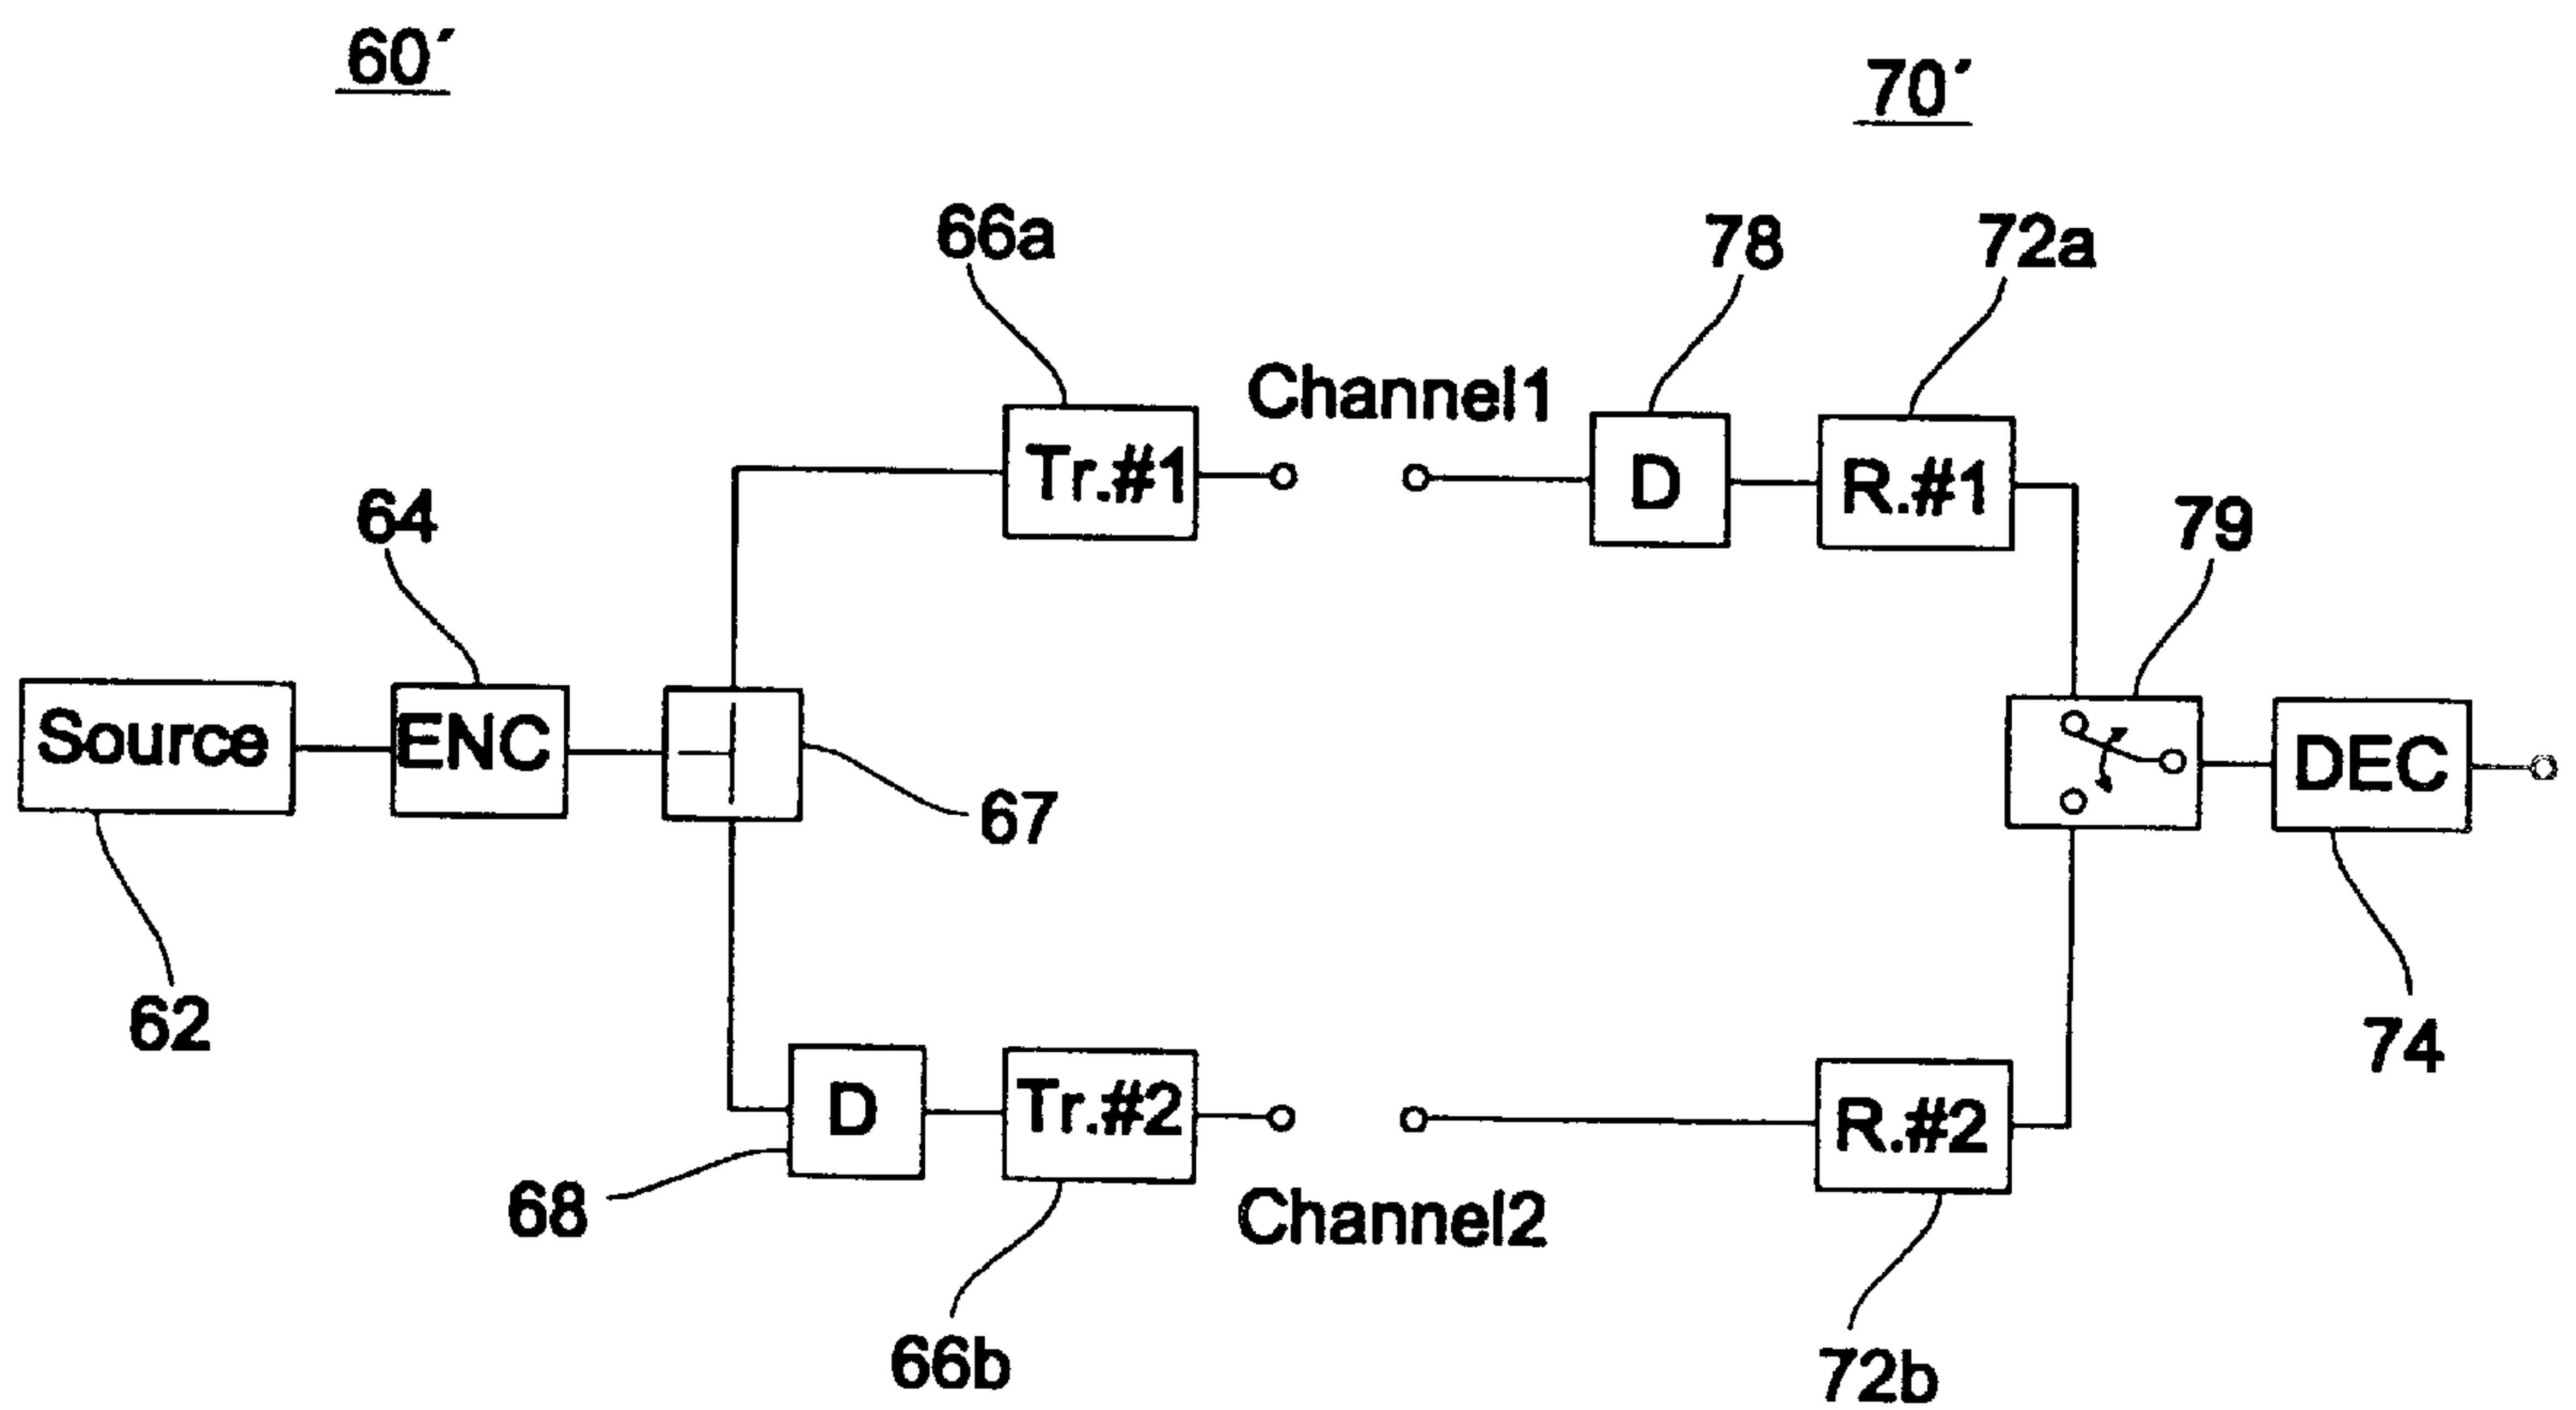 60′
70′
66a
78
72a
Channel1
Tr.#1
D
R.#1
64
79
Source
ENC
67
DEC
62
74
D
Tr.#2
R.#2
68
Channel2
66b
72b